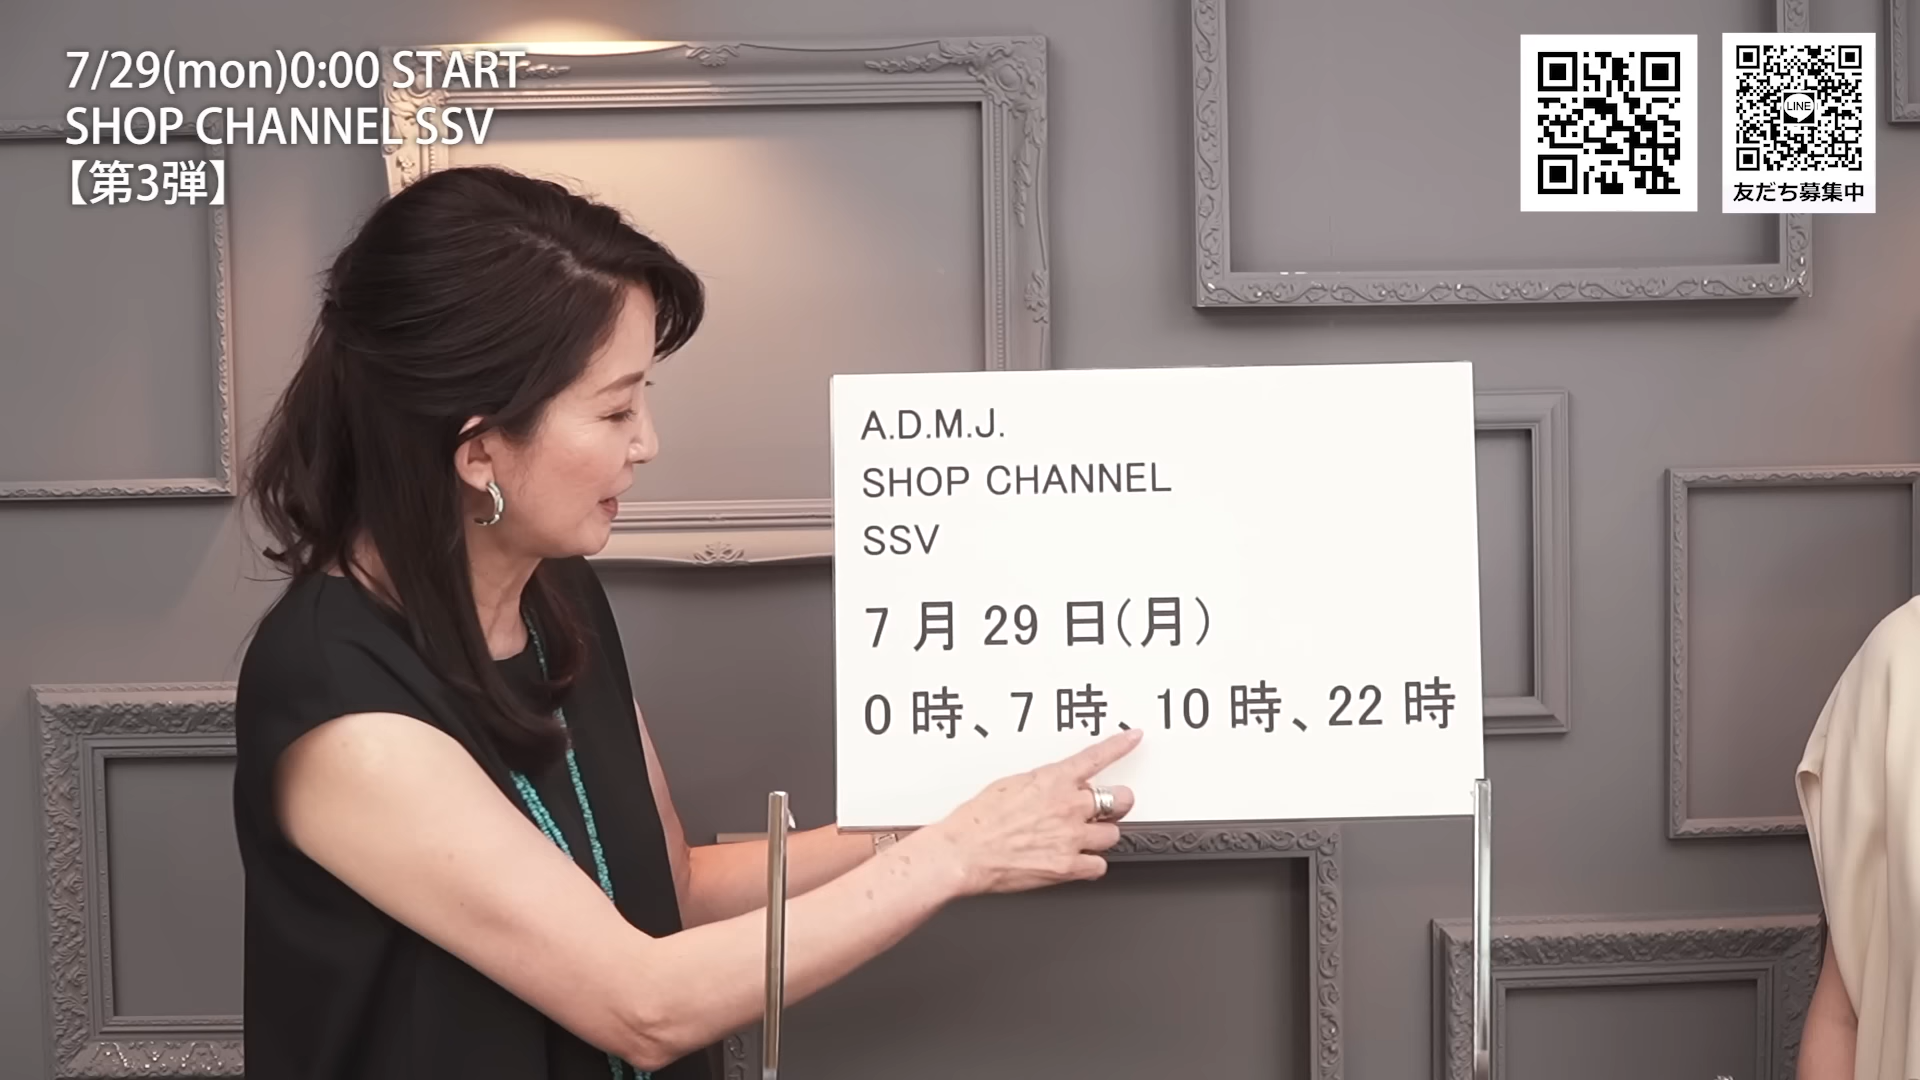 7/29(mon)0:00 START
SHOP CHANNEL SSV
【第3弾】
LINE
友だち募集中
A.D.M.J.
SHOP CHANNEL
SSV
7月29日(月)
0時、7時、10時、22時